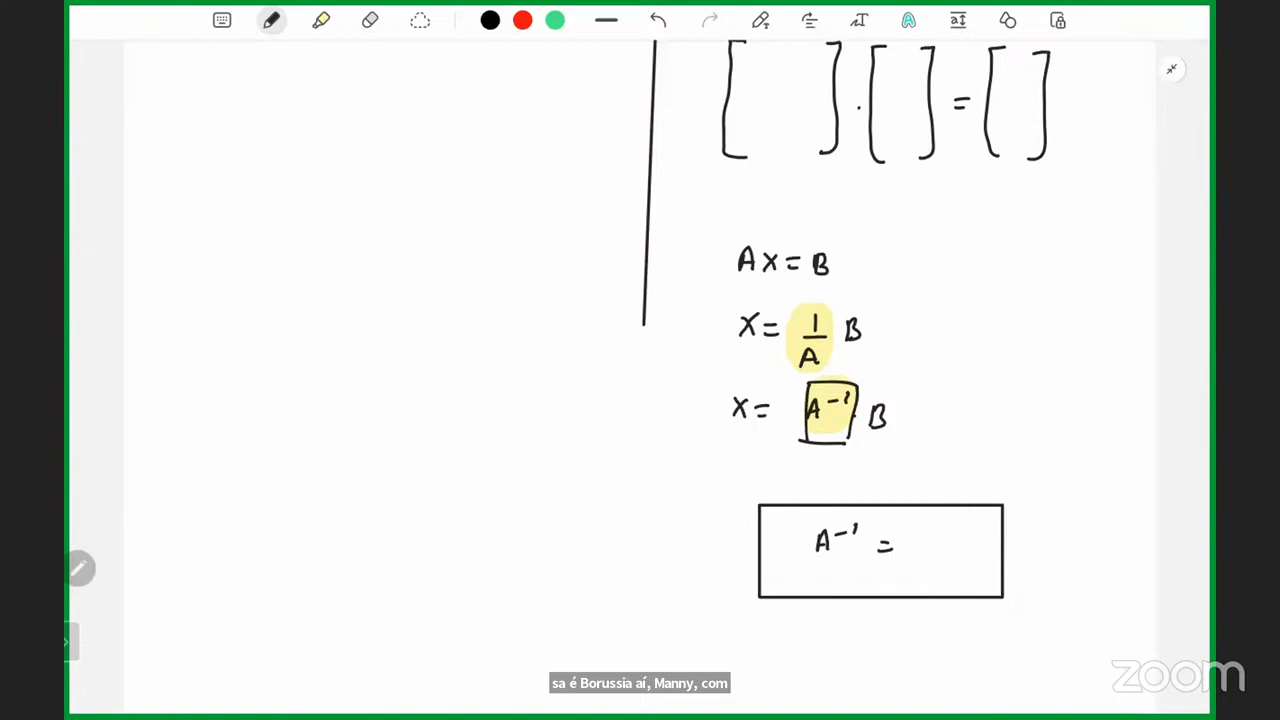 [ ] . [ ] = [ ]
AX = B
X = 1/A B
X = A⁻¹ . B
A⁻¹ =
sa é Borussia aí, Manny, com
zoom